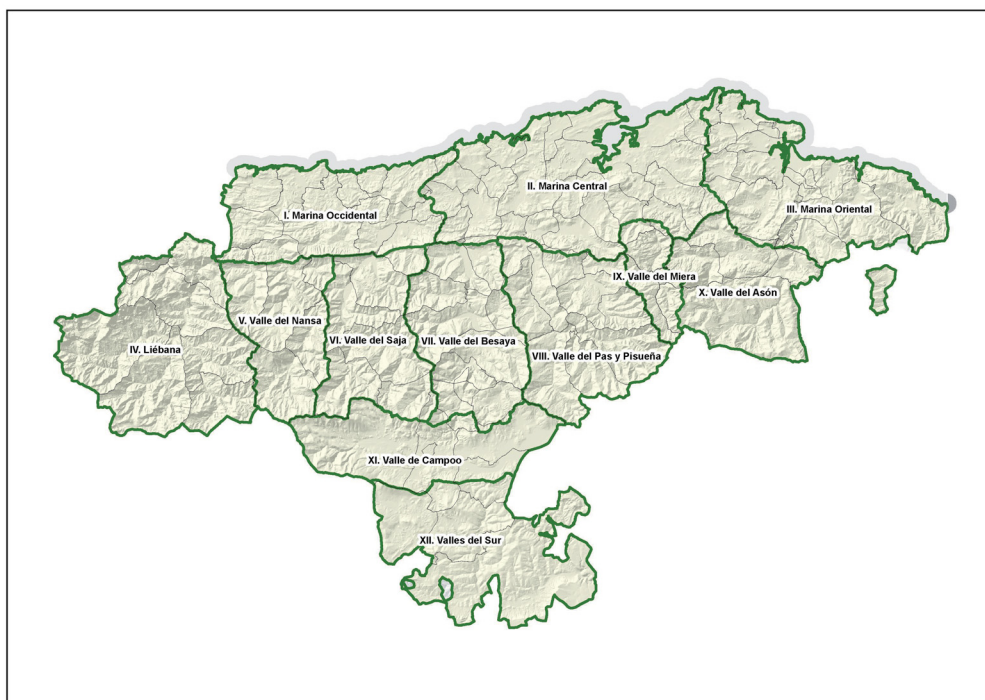 II. Marina Central
III. Marina Oriental
I. Marina Occidental
IX. Valle del Miera
X. Valle del Asón
V. Valle del Nansa
VI. Valle del Saja
VII. Valle del Besaya
IV. Liébana
VIII. Valle del Pas y Pisueña
XI. Valle de Campoo
XII. Valles del Sur